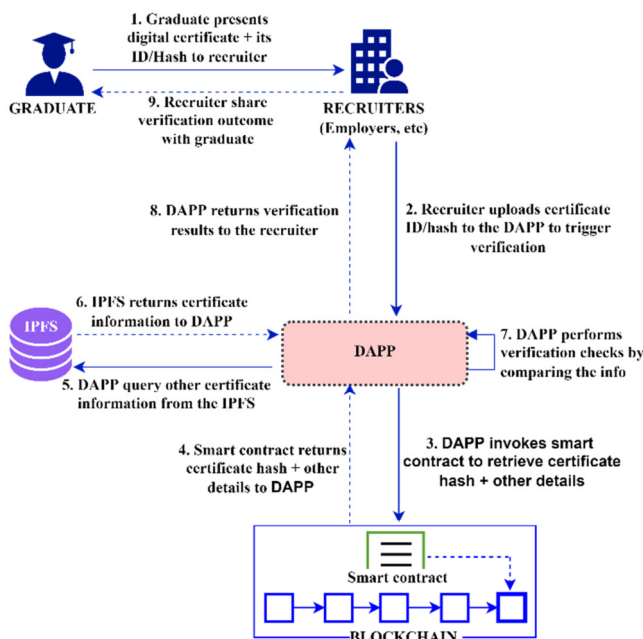 1. Graduate presents
digital certificate + its
ID/Hash to recruiter
GRADUATE
9. Recruiter share
verification outcome
with graduate
RECRUITERS
(Employers, etc)
8. DAPP returns verification
results to the recruiter
2. Recruiter uploads certificate
ID/hash to the DAPP to trigger
verification
IPFS
6. IPFS returns certificate
information to DAPP
DAPP
7. DAPP performs
verification checks by
comparing the info
5. DAPP query other certificate
information from the IPFS
4. Smart contract returns
certificate hash + other
details to DAPP
3. DAPP invokes smart
contract to retrieve certificate
hash + other details
Smart contract
BLOCKCHAIN